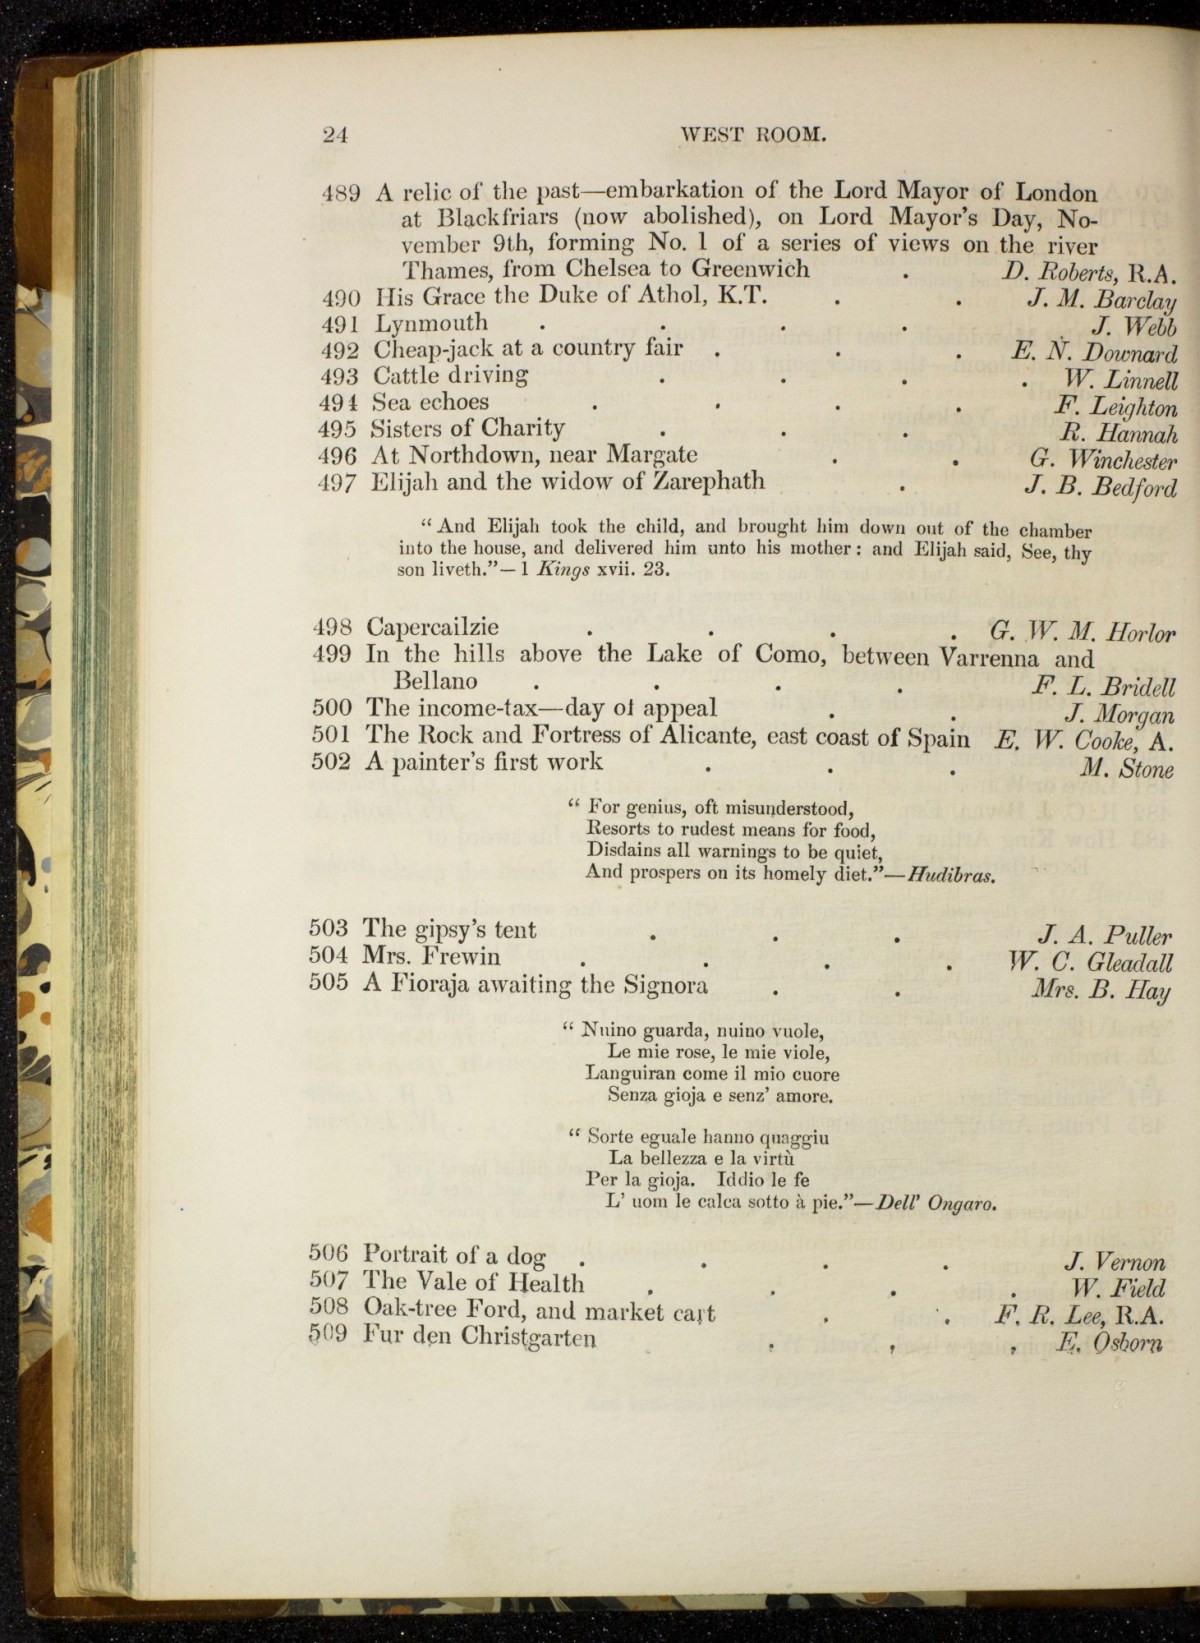 24 WEST ROOM.
489 A relic of the past—embarkation of the Lord Mayor of London
at Blackfriars (now abolished), on Lord Mayor's Day, No-
vember 9th, forming No. 1 of a series of views on the river
Thames, from Chelsea to Greenwich . D. Roberts, R.A.
490 His Grace the Duke of Athol, K.T. . . J. M. Barclay
491 Lynmouth . . . . J. Webb
492 Cheap-jack at a country fair . . . E. N. Downard
493 Cattle driving . . . . W. Linnell
494 Sea echoes . . . . F. Leighton
495 Sisters of Charity . . . R. Hannah
496 At Northdown, near Margate . . G. Winchester
497 Elijah and the widow of Zarephath . J. B. Bedford
“ And Elijah took the child, and brought him down out of the chamber
into the house, and delivered him unto his mother : and Elijah said, See, thy
son liveth.”—1 Kings xvii. 23.
498 Capercailzie . . . . G. W. M. Horlor
499 In the hills above the Lake of Como, between Varrenna and
Bellano . . . . F. L. Bridell
500 The income-tax—day of appeal . . J. Morgan
501 The Rock and Fortress of Alicante, east coast of Spain E. W. Cooke, A.
502 A painter's first work . . . M. Stone
“ For genius, oft misunderstood,
Resorts to rudest means for food,
Disdains all warnings to be quiet,
And prospers on its homely diet.”—Hudibras.
503 The gipsy's tent . . . J. A. Puller
504 Mrs. Frewin . . . . W. C. Gleadall
505 A Fioraja awaiting the Signora . . Mrs. B. Hay
“ Nuino guarda, nuino vuole,
Le mie rose, le mie viole,
Languiran come il mio cuore
Senza gioja e senz' amore.
“ Sorte eguale hanno quaggiu
La bellezza e la virtù
Per la gioja. Iddio le fe
L' uom le calca sotto à pie.”—Dell' Ongaro.
506 Portrait of a dog . . . . J. Vernon
507 The Vale of Health . . . . W. Field
508 Oak-tree Ford, and market cart . . F. R. Lee, R.A.
509 Fur den Christgarten . . . E. Osborn